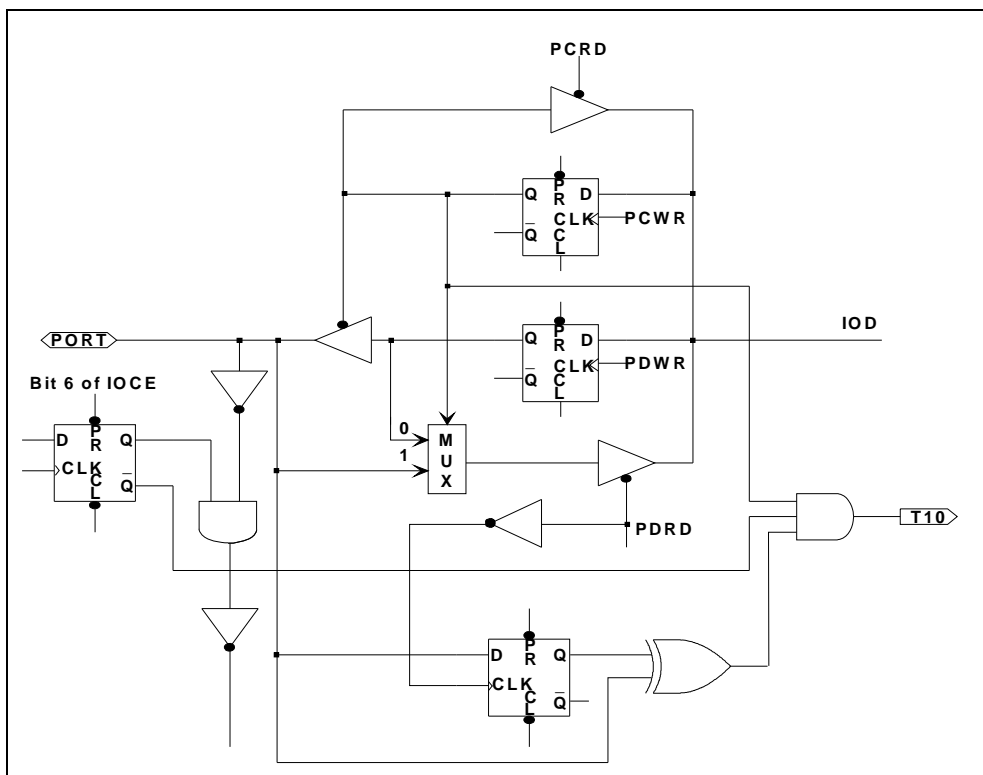 PCRD
Q PR D
CLK PCWR
Q̅ CL
IOD
PORT
Q PR D
CLK PDWR
Q̅ CL
Bit 6 of IOCE
D PR Q
CLK
CL Q̅
0
1
MUX
PDRD
T10
D PR Q
CLK
CL Q̅